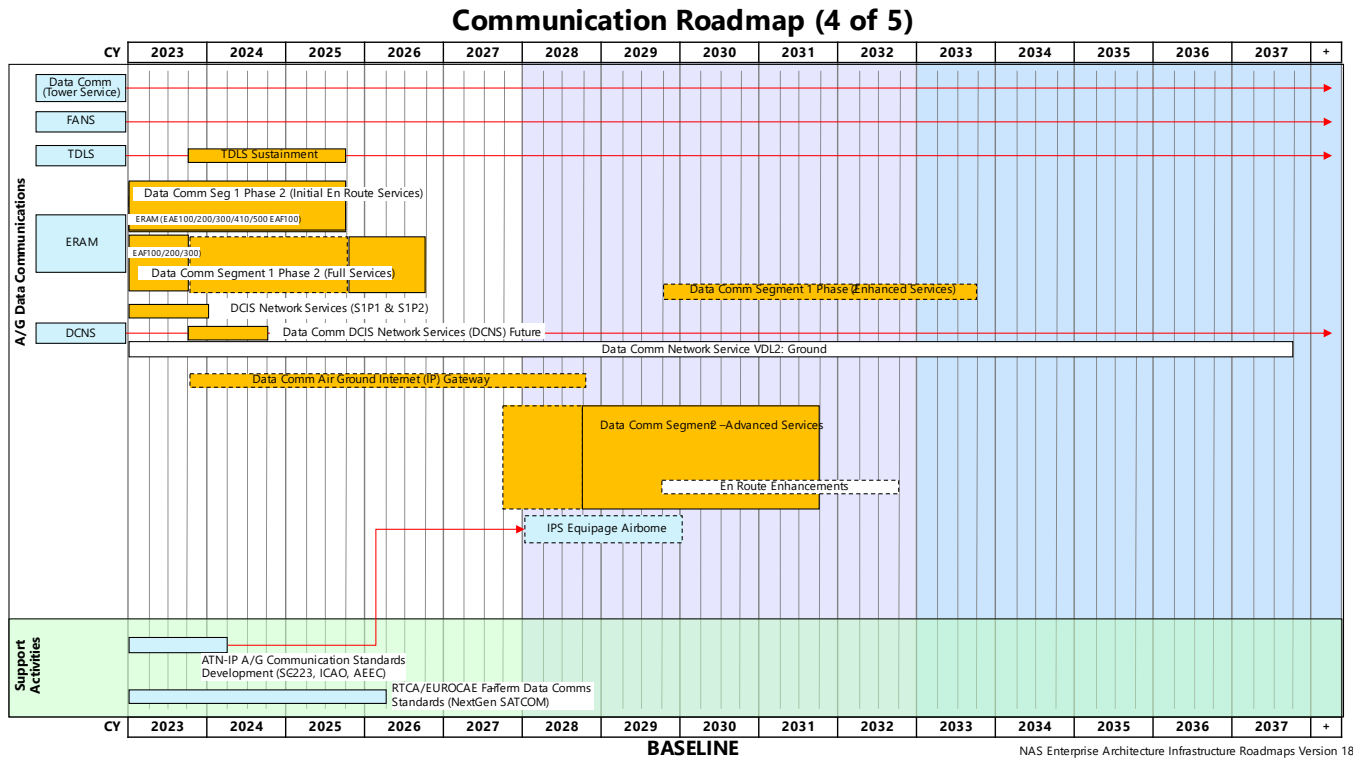 Communication Roadmap (4 of 5)
CY 2023 2024 2025 2026 2027 2028 2029 2030 2031 2032 2033 2034 2035 2036 2037 +
A/G Data Communications
Data Comm
(Tower Service)
FANS
TDLS
TDLS Sustainment
Data Comm Seg 1 Phase 2 (Initial En Route Services)
ERAM (EAE100/200/300/410/500 EAF100)
ERAM
EAF100/200/300)
Data Comm Segment 1 Phase 2 (Full Services)
Data Comm Segment 1 Phase 2 (Enhanced Services)
DCIS Network Services (S1P1 & S1P2)
DCNS
Data Comm DCIS Network Services (DCNS) Future
Data Comm Network Service VDL2: Ground
Data Comm Air Ground Internet (IP) Gateway
Data Comm Segment 2 – Advanced Services
En Route Enhancements
IPS Equipage Airborne
Support
Activities
ATN-IP A/G Communication Standards
Development (SC-223, ICAO, AEEC)
RTCA/EUROCAE Far-Term Data Comms
Standards (NextGen SATCOM)
CY 2023 2024 2025 2026 2027 2028 2029 2030 2031 2032 2033 2034 2035 2036 2037 +
BASELINE
NAS Enterprise Architecture Infrastructure Roadmaps Version 18